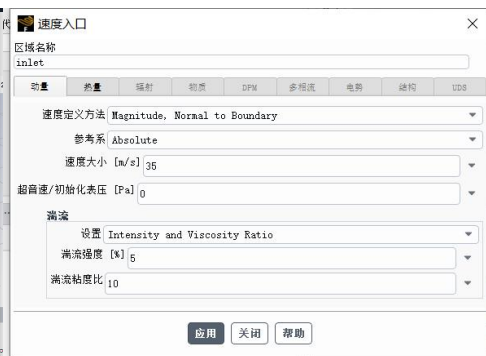 代
速度入口
区域名称
inlet
动量 热量 辐射 物质 DPM 多相流 电势 结构 UDS
速度定义方法 Magnitude, Normal to Boundary
参考系 Absolute
速度大小 [m/s] 35
超音速/初始化表压 [Pa] 0
湍流
设置 Intensity and Viscosity Ratio
湍流强度 [%] 5
湍流粘度比 10
应用 关闭 帮助